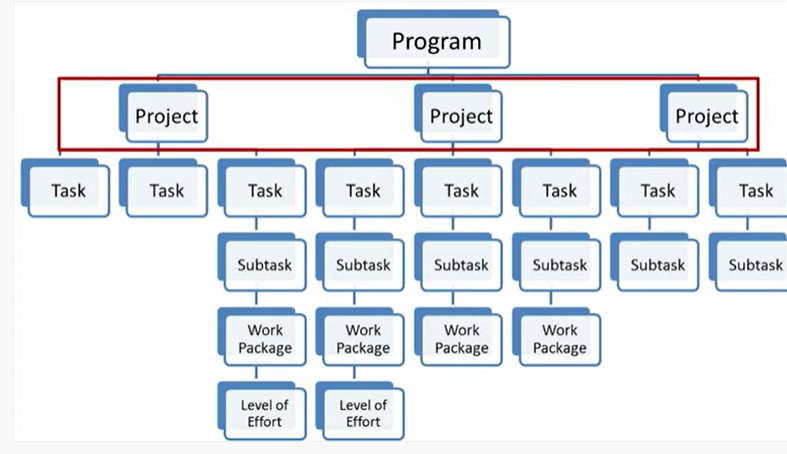 Program
Project
Project
Project
Task
Task
Task
Task
Task
Task
Task
Task
Subtask
Subtask
Subtask
Subtask
Subtask
Subtask
Work
Package
Work
Package
Work
Package
Work
Package
Level of
Effort
Level of
Effort